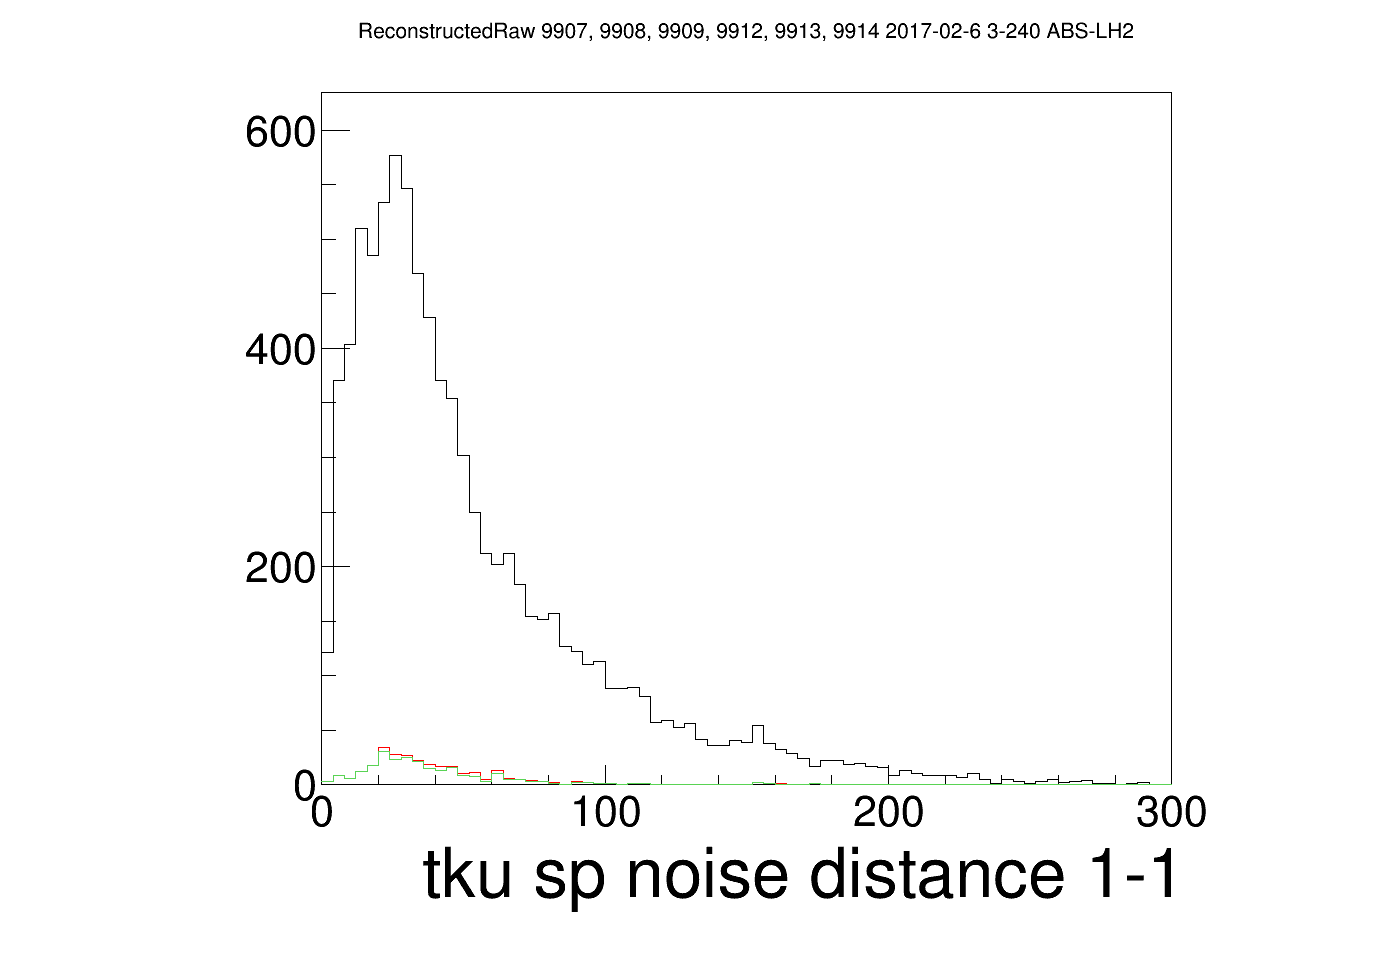 ReconstructedRaw 9907, 9908, 9909, 9912, 9913, 9914 2017-02-6 3-240 ABS-LH2
600
400
200
0
0 100 200 300
tku sp noise distance 1-1